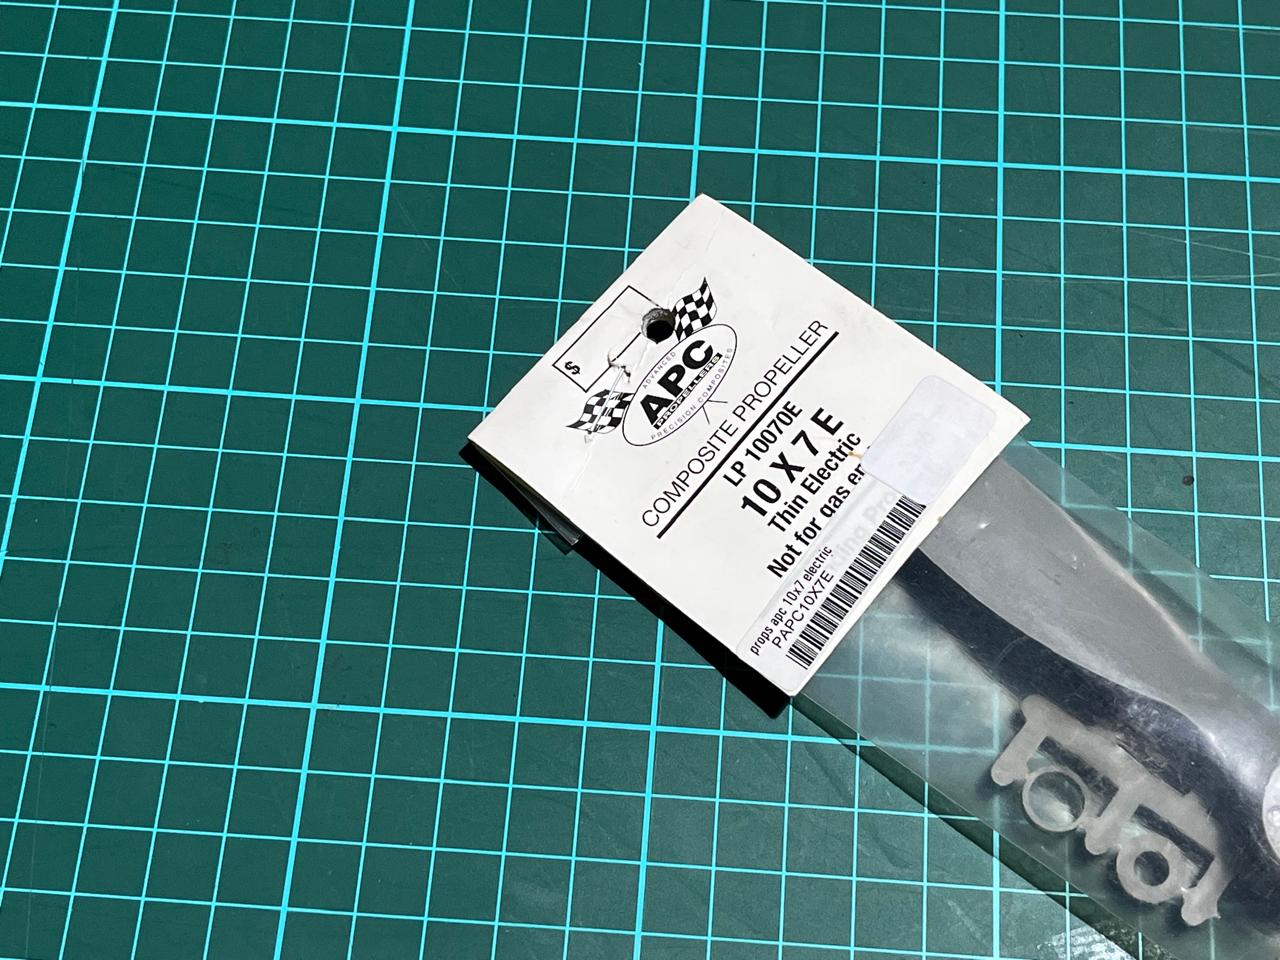 $
ADVANCED
APC
PROPELLERS
PRECISION COMPOSITES
COMPOSITE PROPELLER
LP 10070E
10 X 7 E
Thin Electric
Not for gas
props apc 10x7 electric
PAPC10X7E